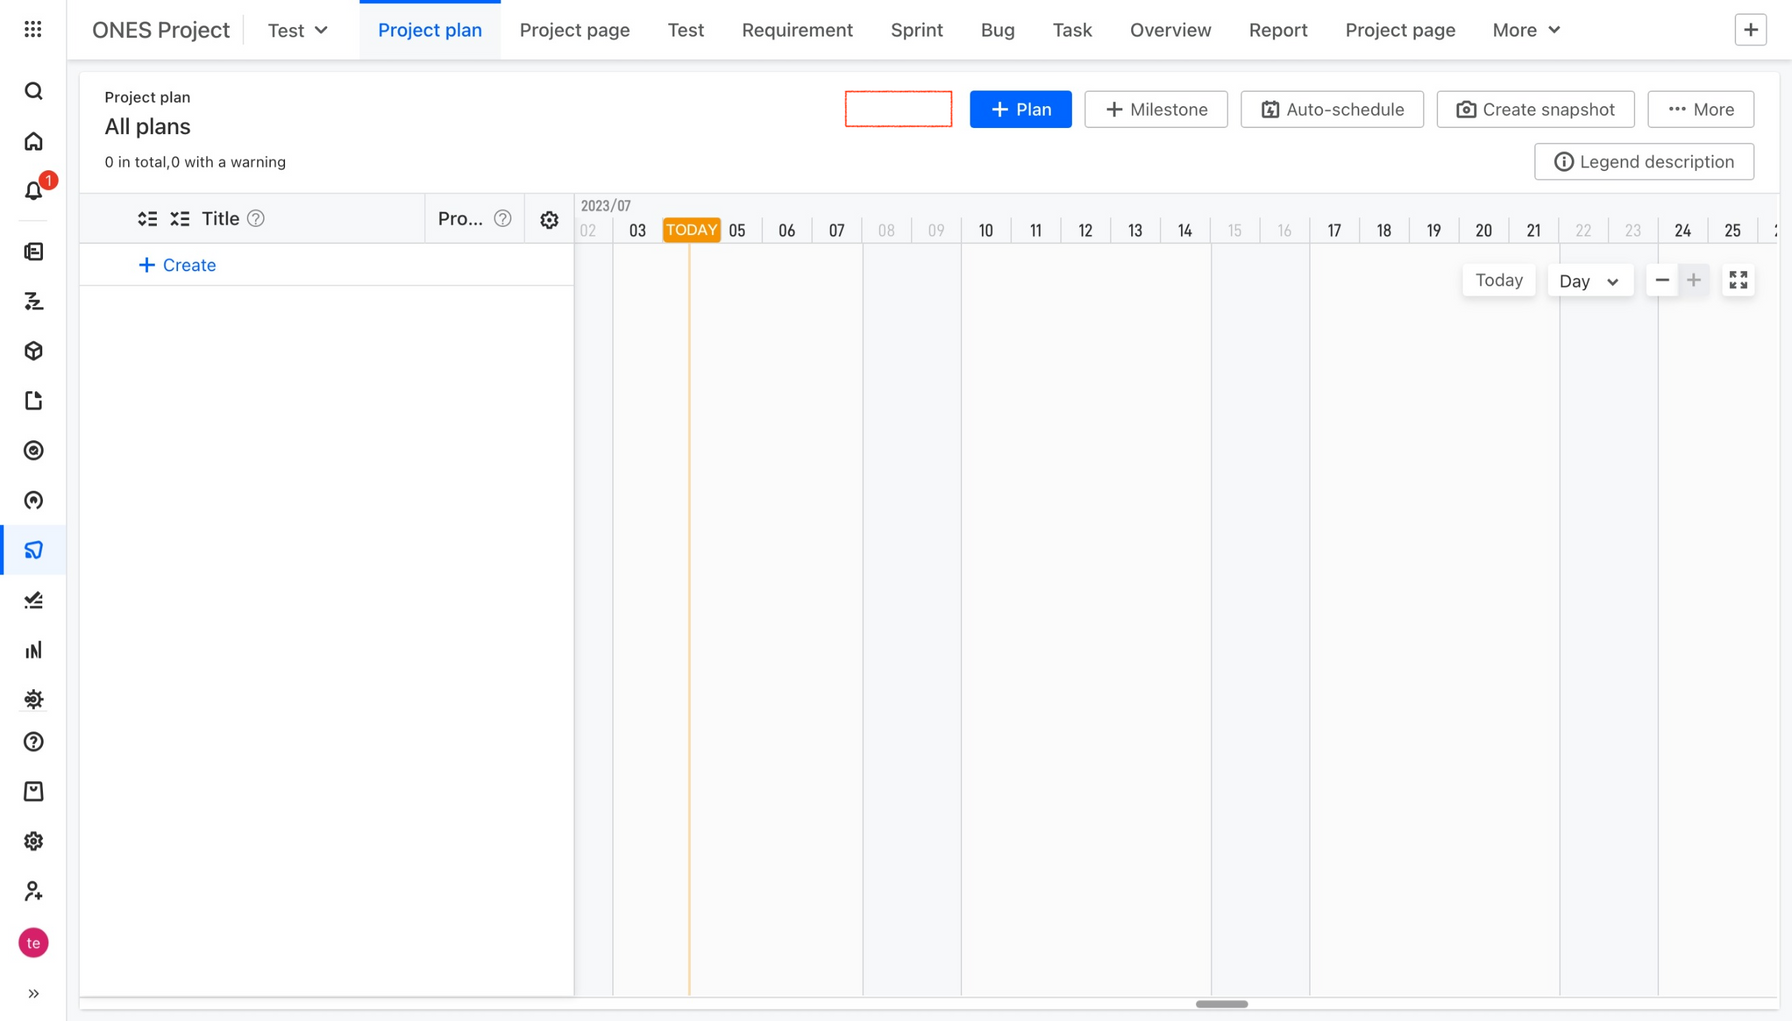 ONES Project Test Project plan Project page Test Requirement Sprint Bug Task Overview Report Project page More
1
Project plan
All plans
0 in total,0 with a warning
Plan Milestone Auto-schedule Create snapshot More
Legend description
Title Pro...
2023/07
02 03 TODAY 05 06 07 08 09 10 11 12 13 14 15 16 17 18 19 20 21 22 23 24 25
Create
Today Day
te